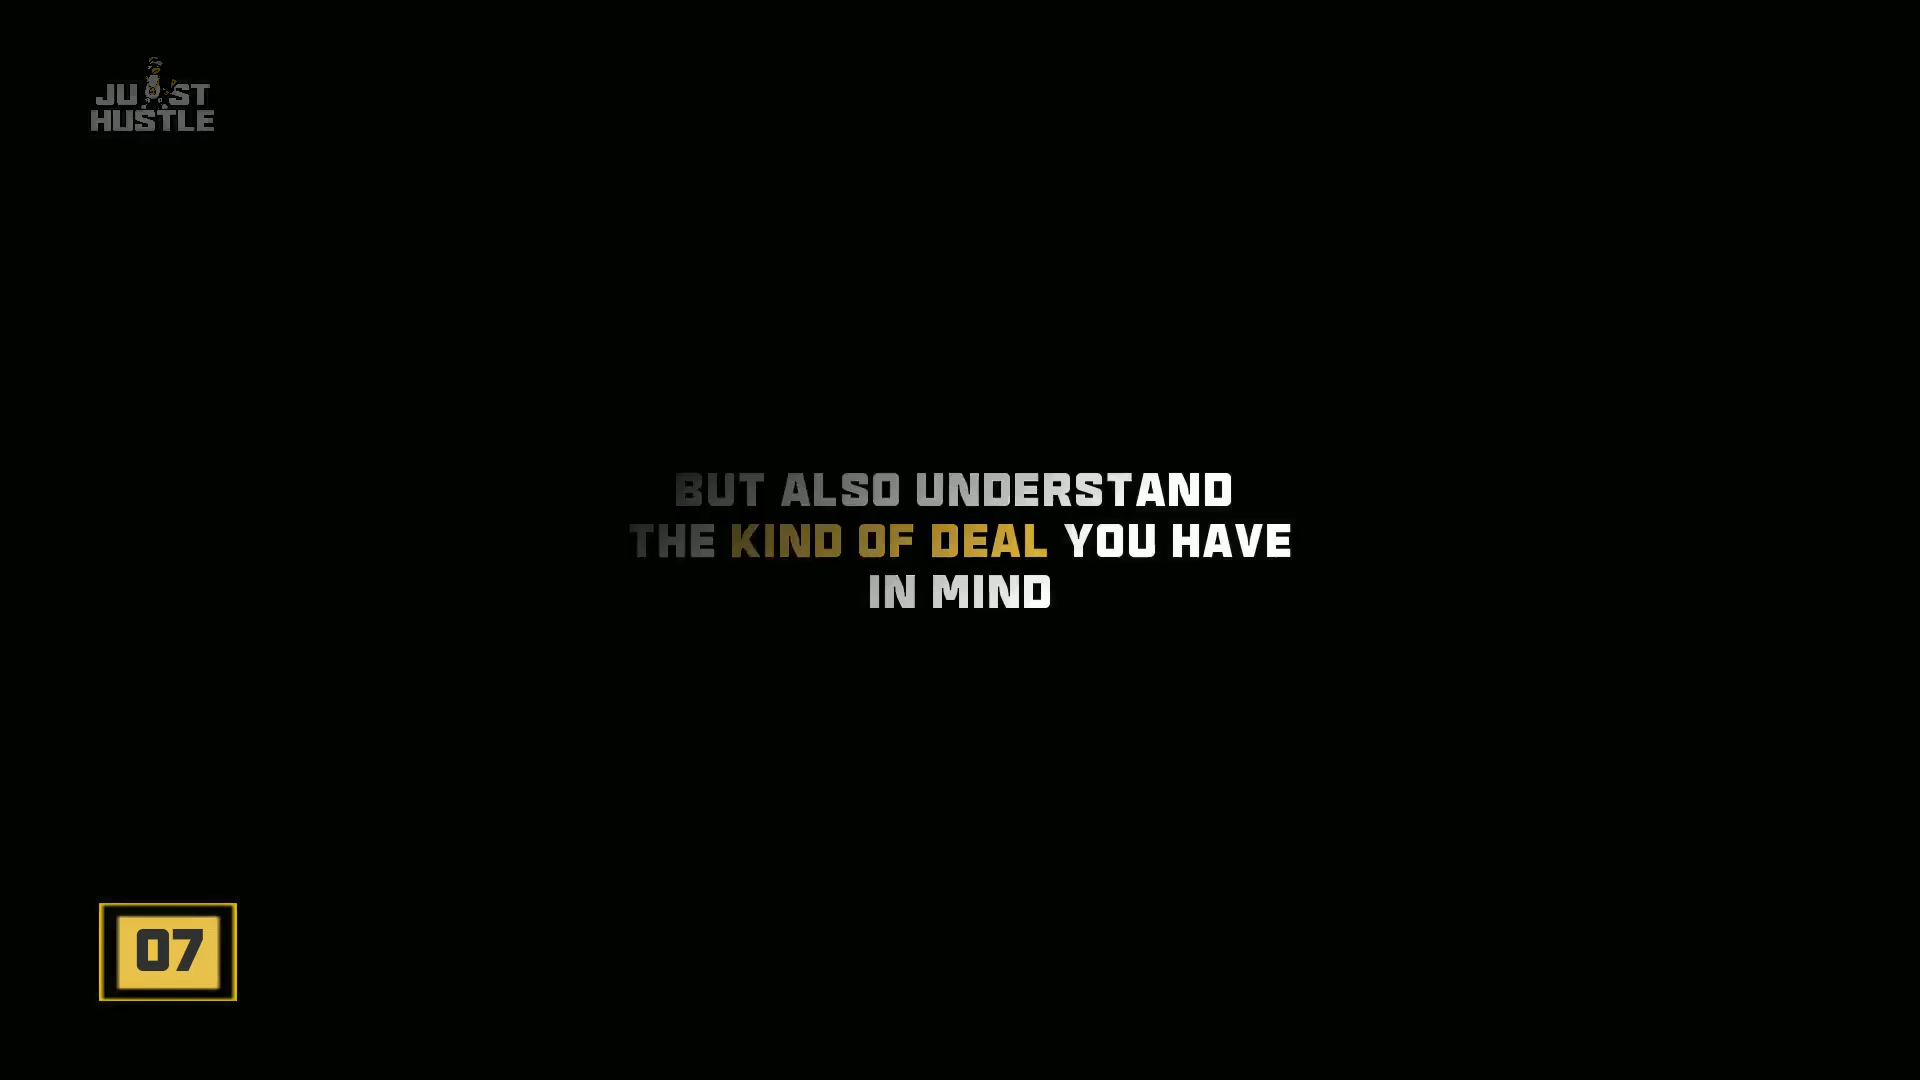 JUST
HUSTLE
BUT ALSO UNDERSTAND
THE KIND OF DEAL YOU HAVE
IN MIND
07